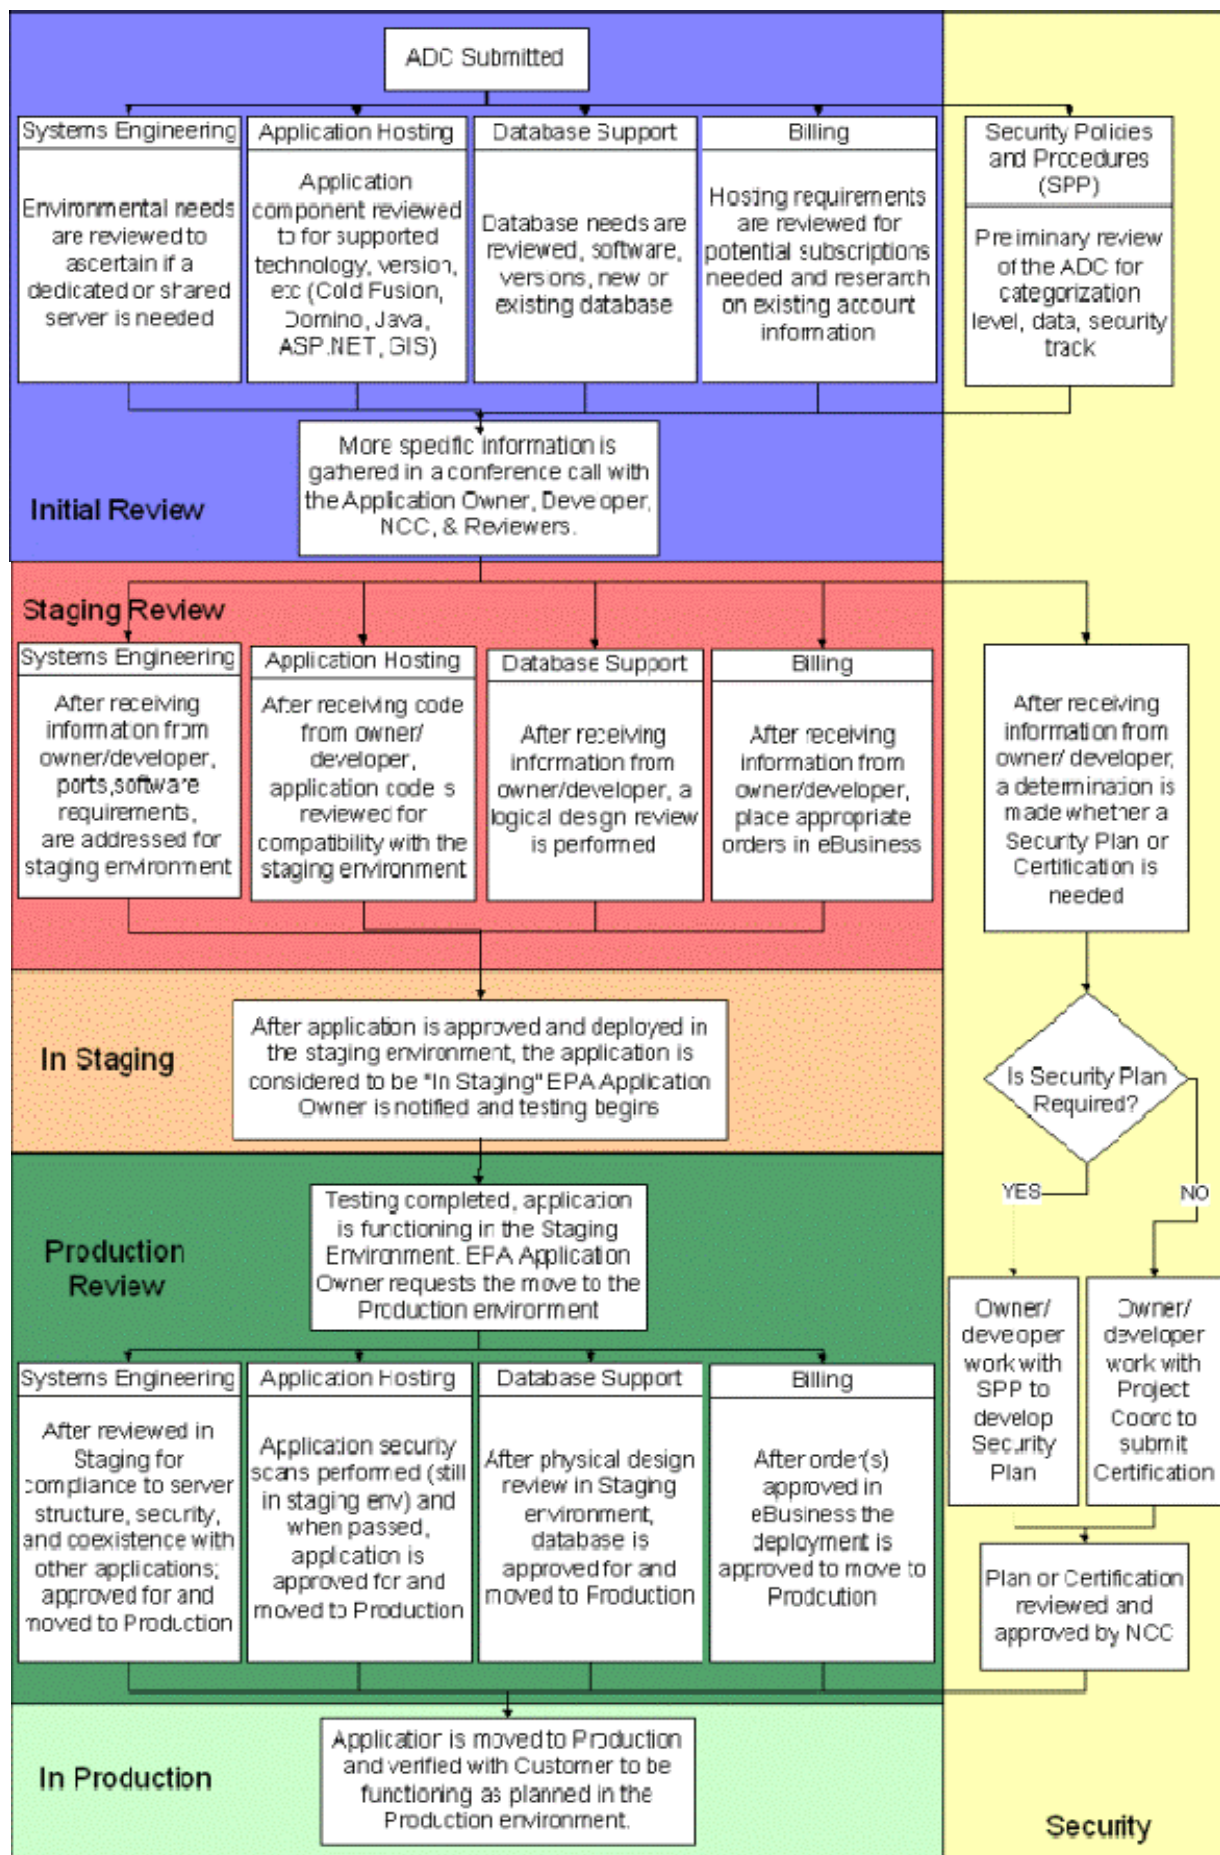 ADC Submitted
Systems Engineering
Environmental needs
are reviewed to
ascertain if a
dedicated or shared
server is needed
Application Hosting
Application
component reviewed
to for supported
technology, version,
etc (Cold Fusion,
Domino, Java,
ASP.NET, GIS)
Database Support
Database needs are
reviewed, software,
versions, new or
existing database
Billing
Hosting requirements
are reviewed for
potential subscriptions
needed and reserarch
on existing account
information
Security Policies
and Procedures
(SPP)
Preliminary review
of the ADC for
categorization
level, data, security
track
More specific information is
gathered in a conference call with
the Application Owner, Developer,
NCC, & Reviewers.
Initial Review
Staging Review
Systems Engineering
After receiving
information from
owner/developer,
ports,software
requirements,
are addressed for
staging environment
Application Hosting
After receiving code
from owner/
developer,
application code is
reviewed for
compatibility with the
staging environment
Database Support
After receiving
information from
owner/developer, a
logical design review
is performed
Billing
After receiving
information from
owner/developer,
place appropriate
orders in eBusiness
After receiving
information from
owner/ developer,
a determination is
made whether a
Security Plan or
Certification is
needed
In Staging
After application is approved and deployed in
the staging environment, the application is
considered to be "In Staging" EPA Application
Owner is notified and testing begins
Is Security Plan
Required?
YES
NO
Production
Review
Testing completed, application
is functioning in the Staging
Environment. EPA Application
Owner requests the move to the
Production environment
Owner/
developer
work with
SPP to
develop
Security
Plan
Owner/
developer
work with
Project
Coord to
submit
Certification
Systems Engineering
After reviewed in
Staging for
compliance to server
structure, security,
and coexistence with
other applications;
approved for and
moved to Production
Application Hosting
Application security
scans performed (still
in staging env) and
when passed,
application is
approved for and
moved to Production
Database Support
After physical design
review in Staging
environment,
database is
approved for and
moved to Production
Billing
After order(s)
approved in
eBusiness the
deployment is
approved to move to
Prodcution
Plan or Certification
reviewed and
approved by NCC
In Production
Application is moved to Production
and verified with Customer to be
functioning as planned in the
Production environment.
Security